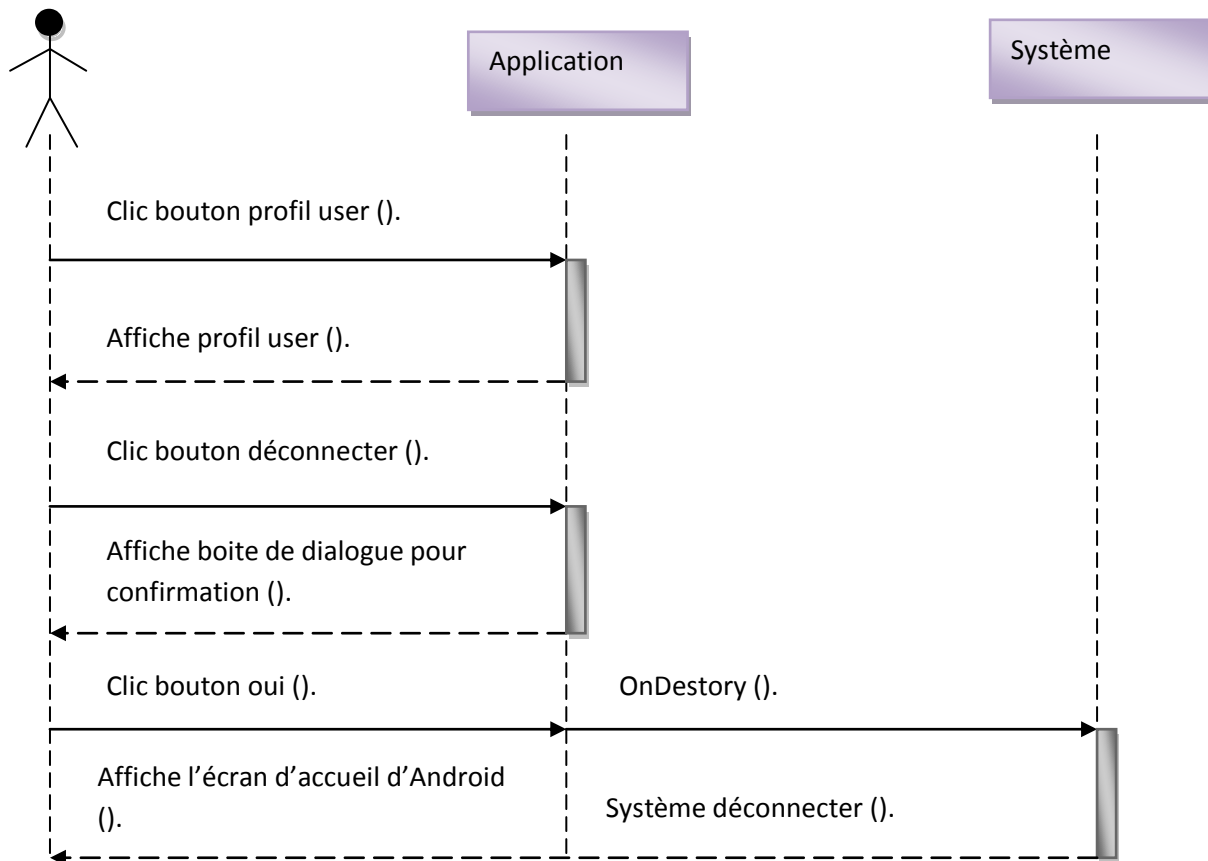 Application
Système
Clic bouton profil user ().
Affiche profil user ().
Clic bouton déconnecter ().
Affiche boite de dialogue pour
confirmation ().
Clic bouton oui ().
OnDestory ().
Affiche l’écran d’accueil d’Android
().
Système déconnecter ().